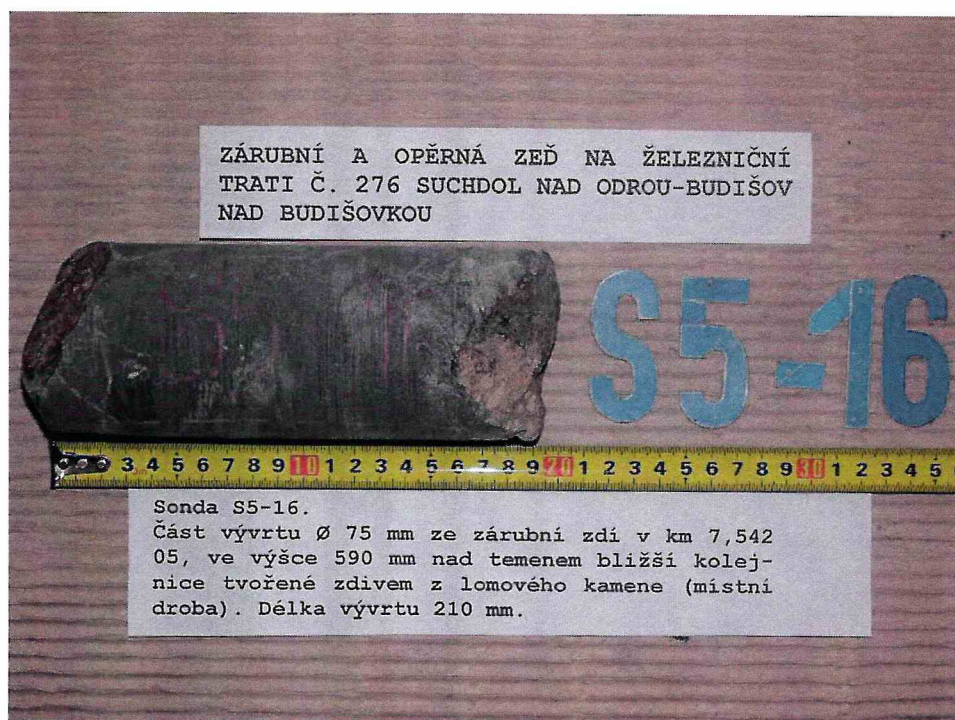 ZÁRUBNÍ A OPĚRNÁ ZEĎ NA ŽELEZNIČNÍ
TRATI Č. 276 SUCHDOL NAD ODROU-BUDIŠOV
NAD BUDIŠOVKOU
S5-16
3 4 5 6 7 8 9 10 1 2 3 4 5 6 7 8 9 20 1 2 3 4 5 6 7 8 9 30 1 2 3 4 5
Sonda S5-16.
Část vývrtu Ø 75 mm ze zárubní zdí v km 7,542
05, ve výšce 590 mm nad temenem bližší kolej-
nice tvořené zdivem z lomového kamene (místní
droba). Délka vývrtu 210 mm.